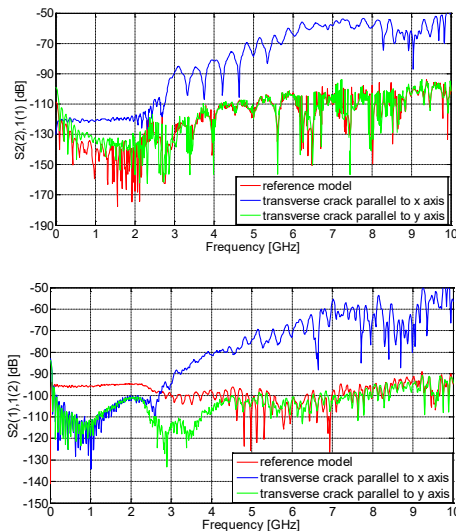 -50
-70
-90
-110
-130
-150
-170
-190
S2(2), 1(1) [dB]
0 1 2 3 4 5 6 7 8 9 10
Frequency [GHz]
reference model
transverse crack parallel to x axis
transverse crack parallel to y axis
-50
-60
-70
-80
-90
-100
-110
-120
-130
-140
-150
S2(1),1(2) [dB]
0 1 2 3 4 5 6 7 8 9 10
Frequency [GHz]
reference model
transverse crack parallel to x axis
transverse crack parallel to y axis